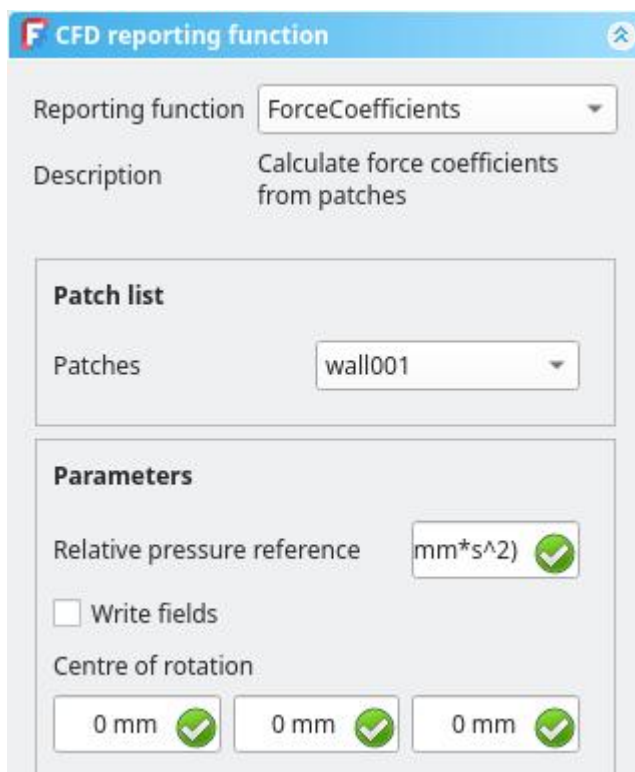 CFD reporting function
Reporting function ForceCoefficients
Description Calculate force coefficients
from patches
Patch list
Patches wall001
Parameters
Relative pressure reference mm*s^2)
Write fields
Centre of rotation
0 mm 0 mm 0 mm